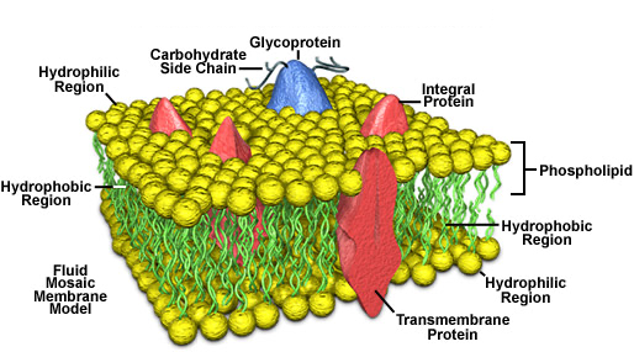 Glycoprotein
Carbohydrate
Side Chain
Hydrophilic
Region
Integral
Protein
Phospholipid
Hydrophobic
Region
Hydrophobic
Region
Fluid
Mosaic
Membrane
Model
Hydrophilic
Region
Transmembrane
Protein